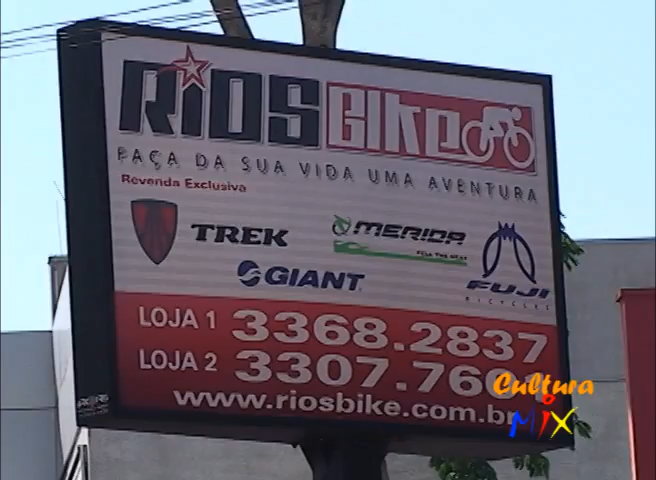 RIOS BIKE
FAÇA DA SUA VIDA UMA AVENTURA
Revenda Exclusiva
TREK
MERIDA
GIANT
FUJI
BICYCLES
LOJA 1 3368.2837
LOJA 2
www.riosbike.com.br
Cultura
MIX